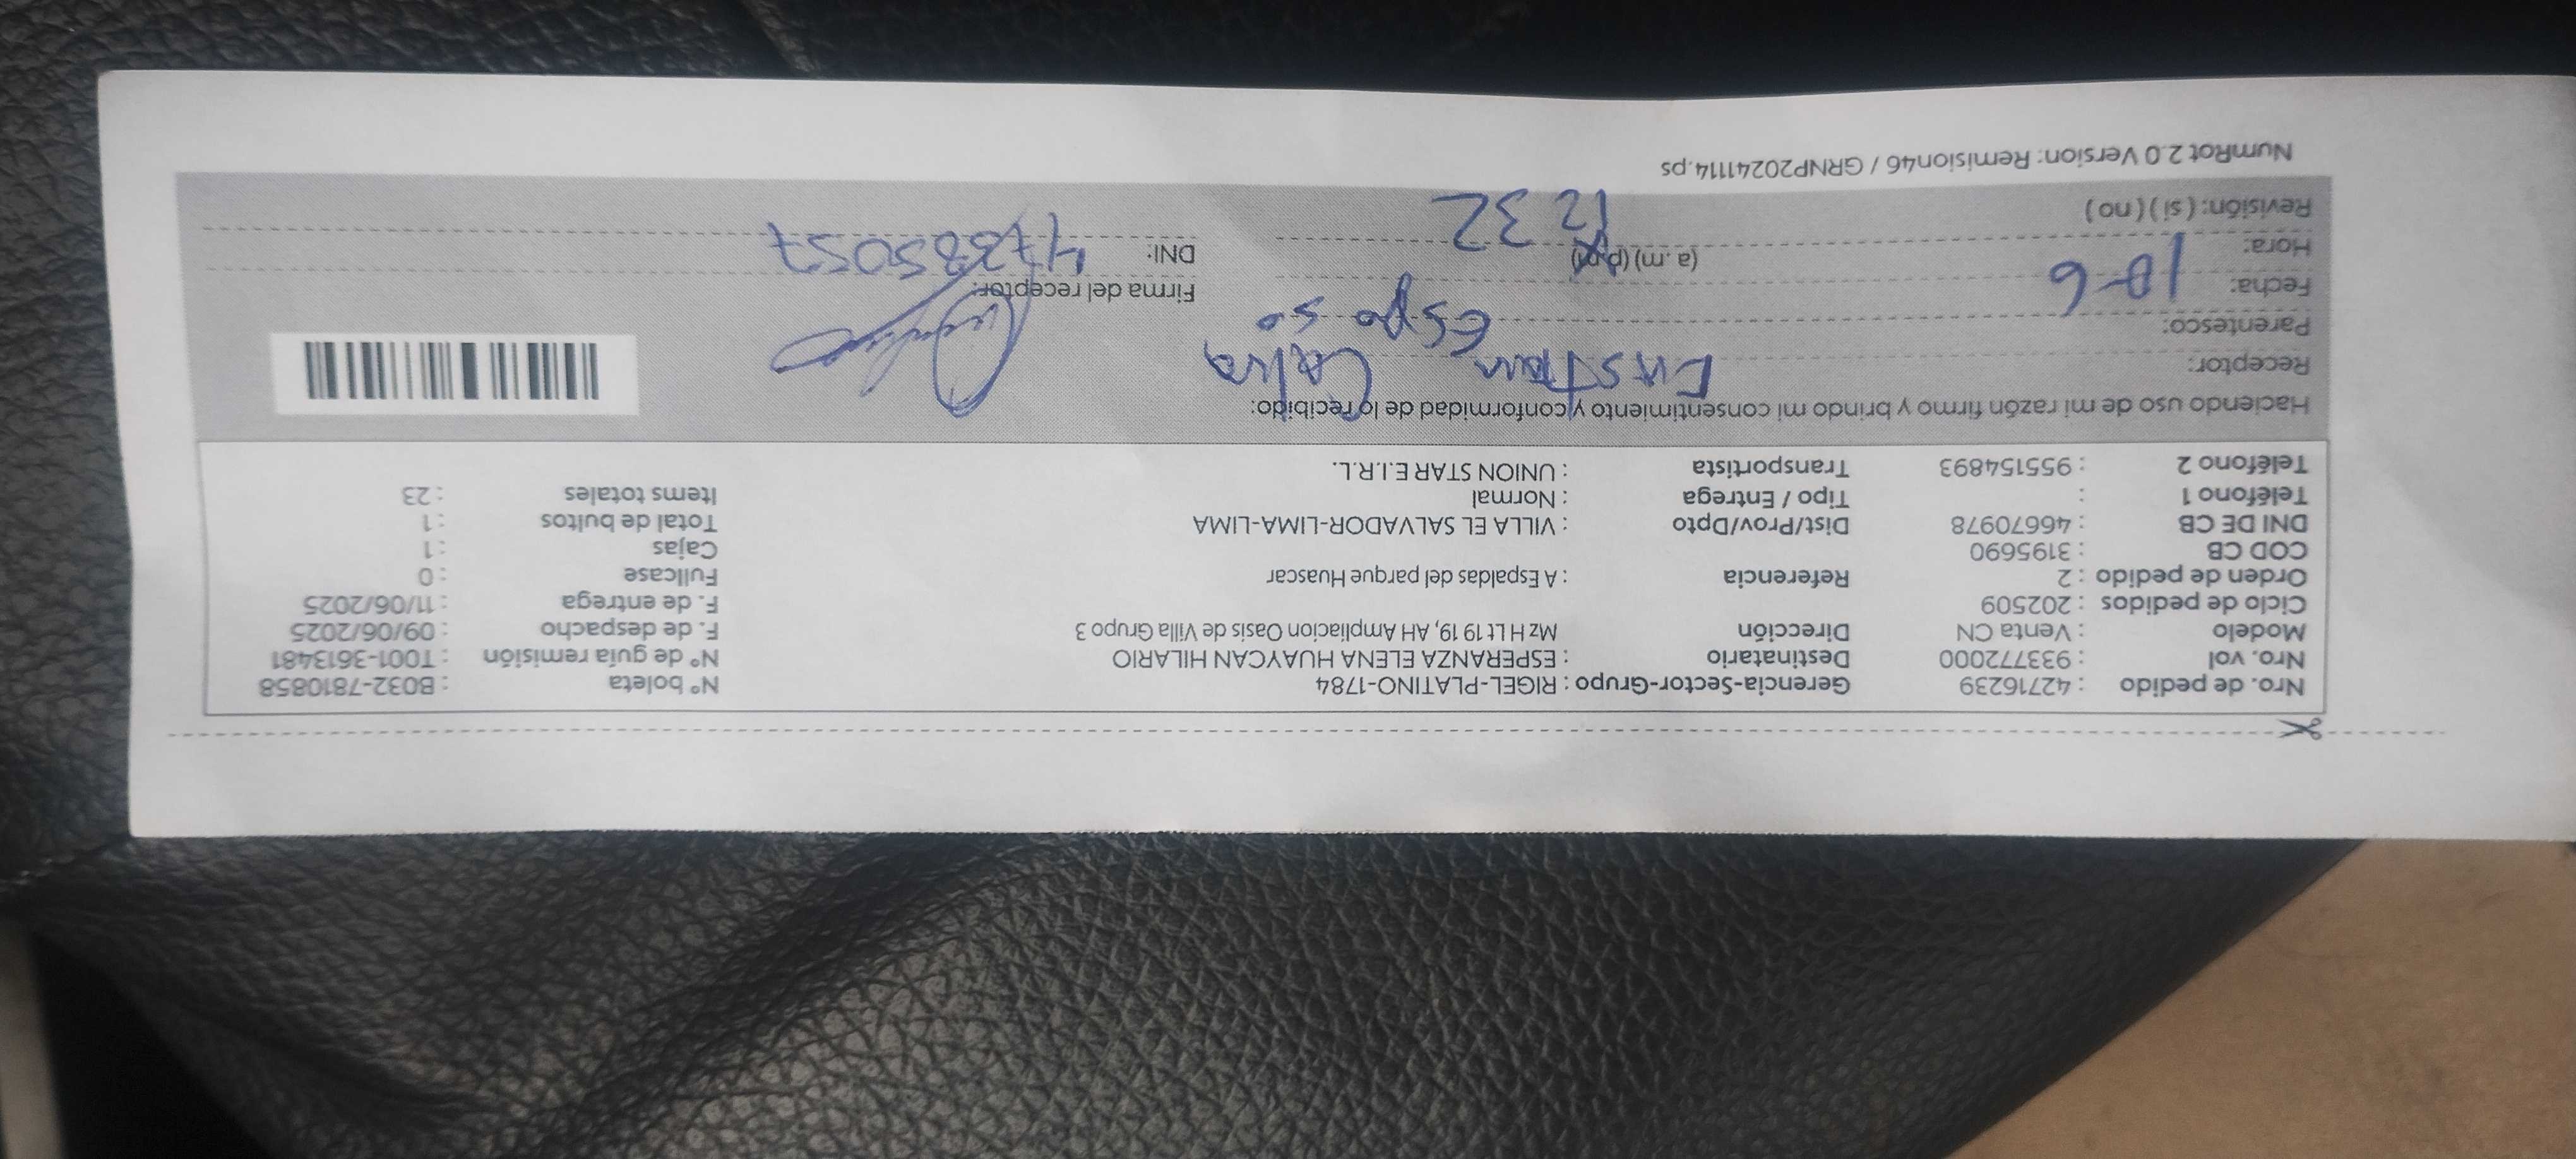 Nro. de pedido : 42716239 Gerencia-Sector-Grupo : RIGEL-PLATINO-1784 N° boleta : B032-7810858
Nro. vol : 933772000 Destinatario : ESPERANZA ELENA HUAYCAN HILARIO N° de guía remisión : T001-3613481
Modelo : Venta CN Dirección Mz H LT 19 19, AH Ampliacion Oasis de Villa Grupo 3 F. de despacho : 09/06/2025
Ciclo de pedidos : 202509 F. de entrega : 11/06/2025
Orden de pedido : 2 Referencia : A Espaldas del parque Huascar Fullcase : 0
COD CB : 3195690 Cajas : 1
DNI DE CB : 46670978 Dist/Prov/Dpto : VILLA EL SALVADOR-LIMA-LIMA Total de bultos : 1
Teléfono 1 : Tipo / Entrega : Normal Items totales : 23
Teléfono 2 : 955154893 Transportista : UNION STAR E.I.R.L.
Haciendo uso de mi razón firmo y brindo mi consentimiento y conformidad de lo recibido:
Receptor:
Parentesco: Esposo
Fecha: 10-6 Firma del receptor:
Hora: 12 32 (a.m) (p.m) DNI: 47385057
Revisión: ( si ) ( no )
NumRot 2.0 Version: Remision46 / GRNP20241114.ps